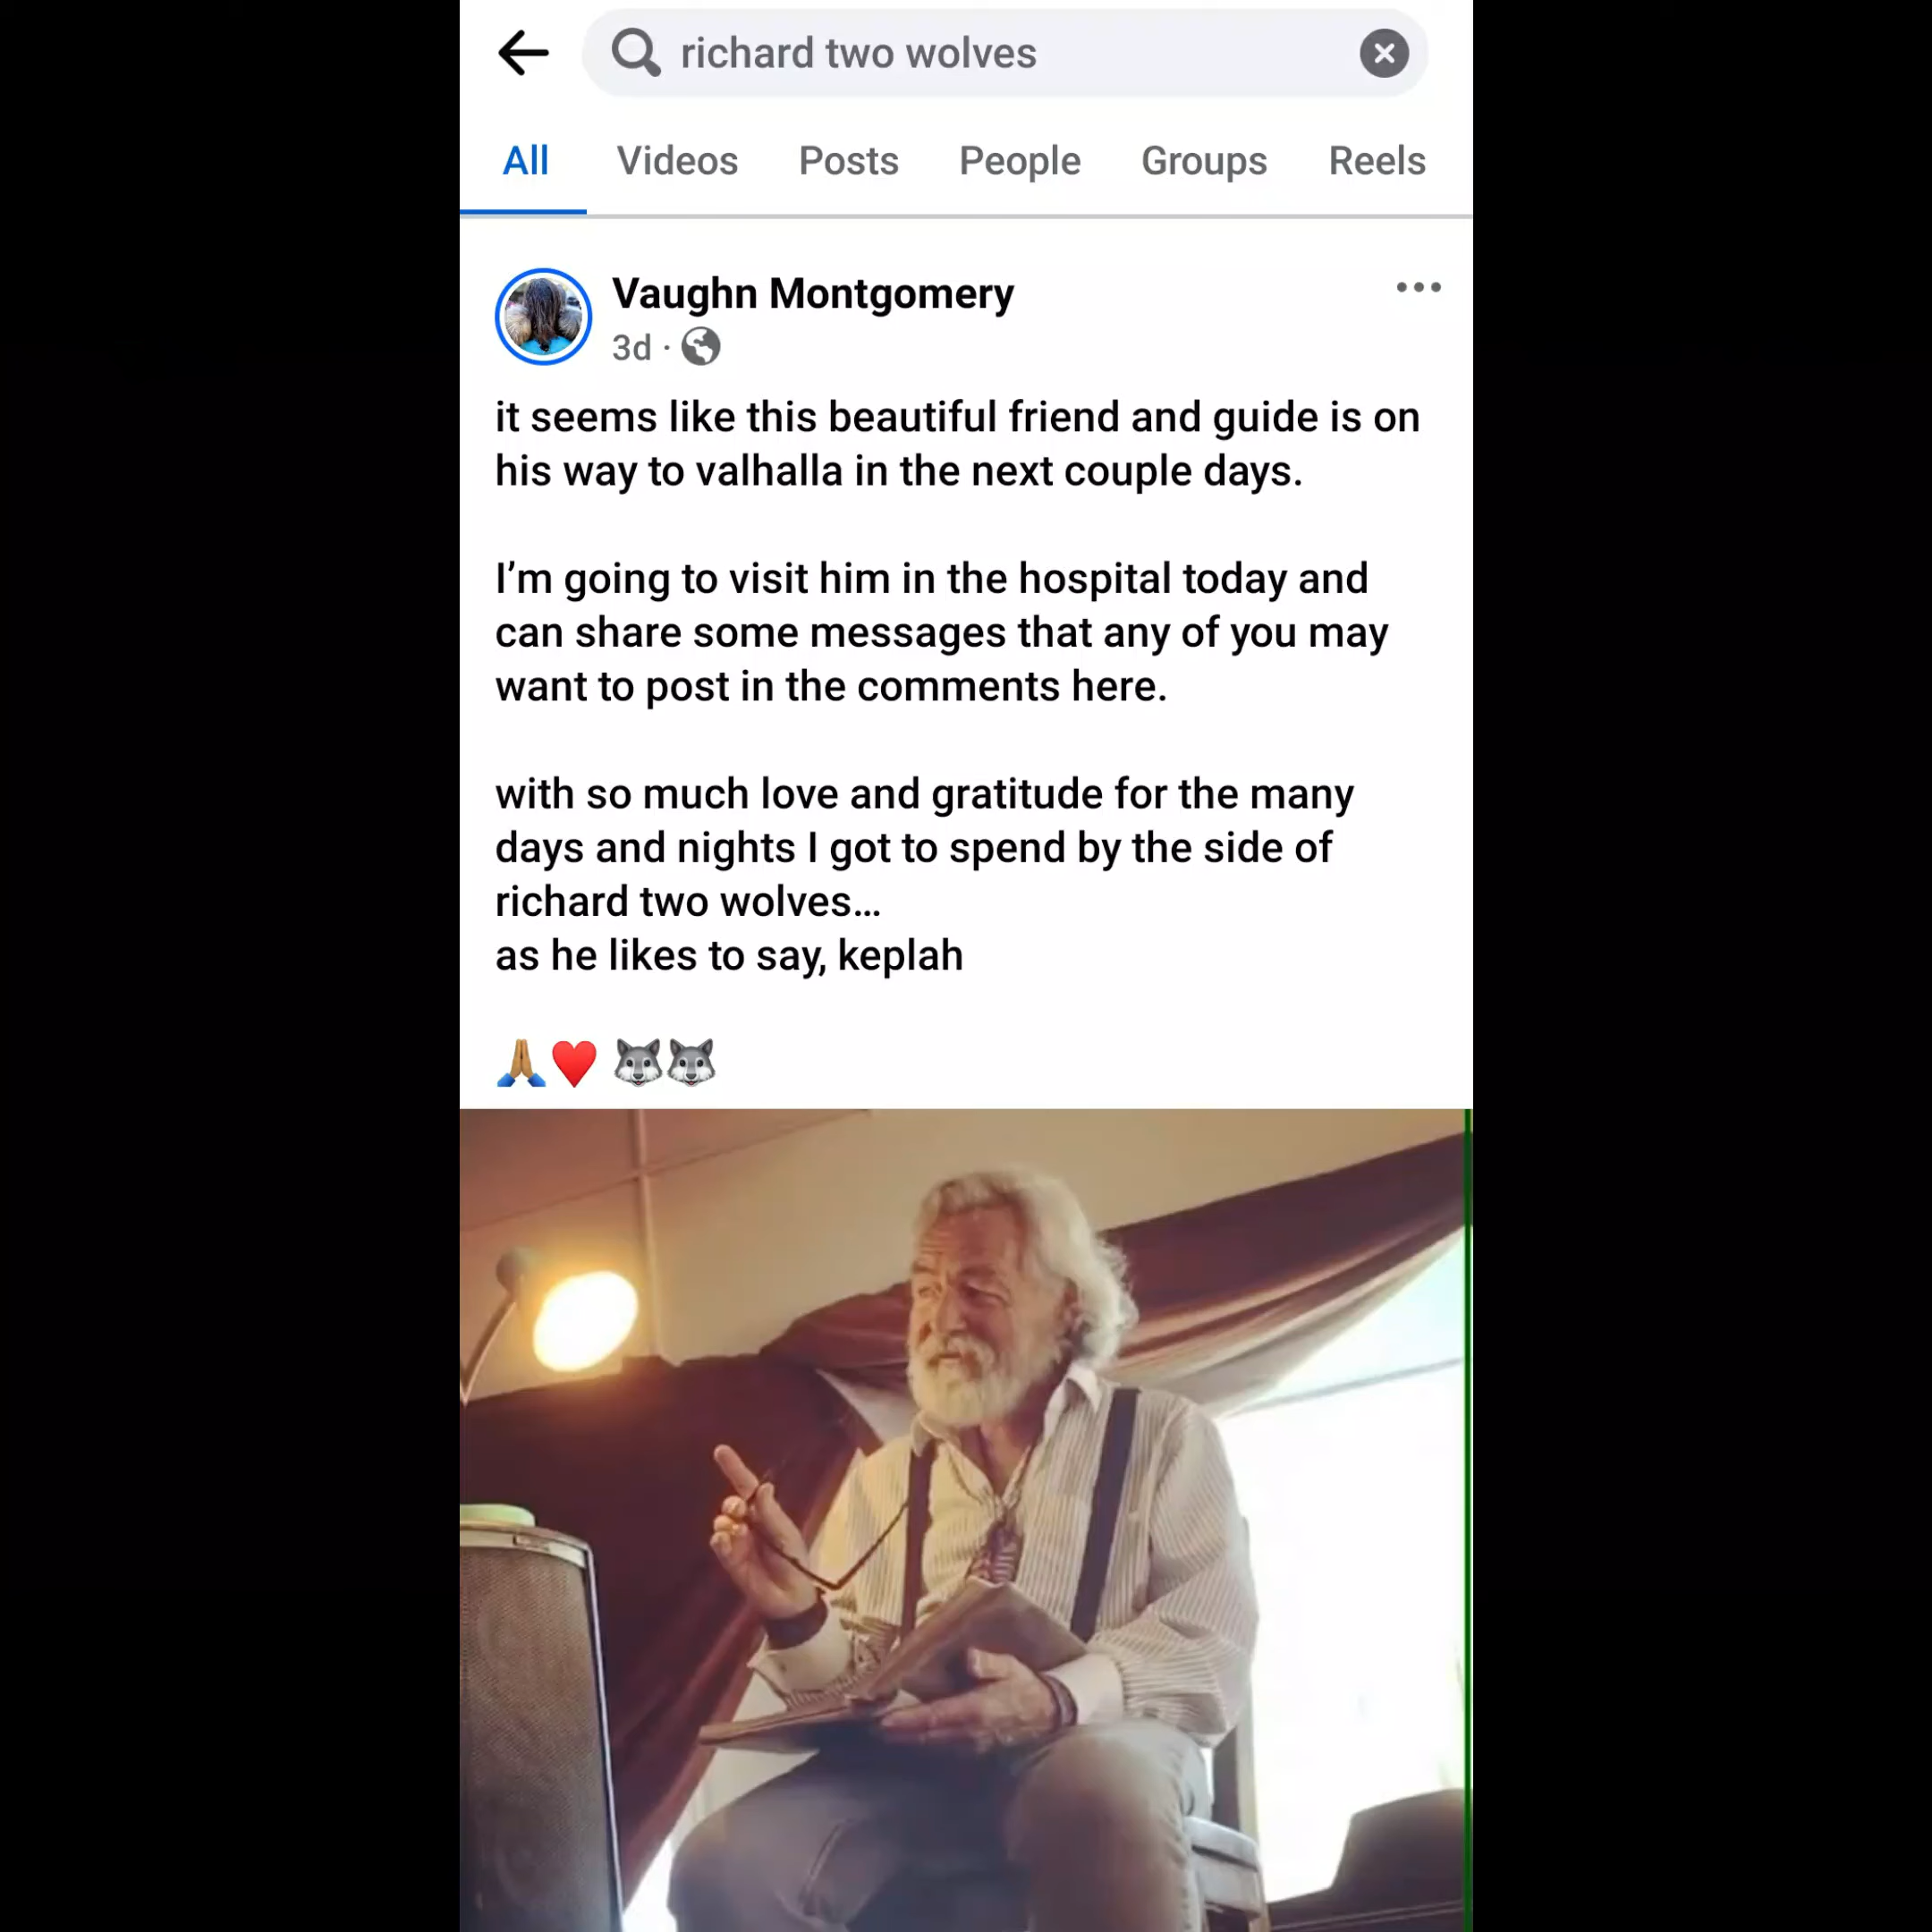 richard two wolves
All Videos Posts People Groups Reels
Vaughn Montgomery
3d ·
it seems like this beautiful friend and guide is on
his way to valhalla in the next couple days.
I’m going to visit him in the hospital today and
can share some messages that any of you may
want to post in the comments here.
with so much love and gratitude for the many
days and nights I got to spend by the side of
richard two wolves...
as he likes to say, keplah
🙏🏽❤️ 🐺🐺